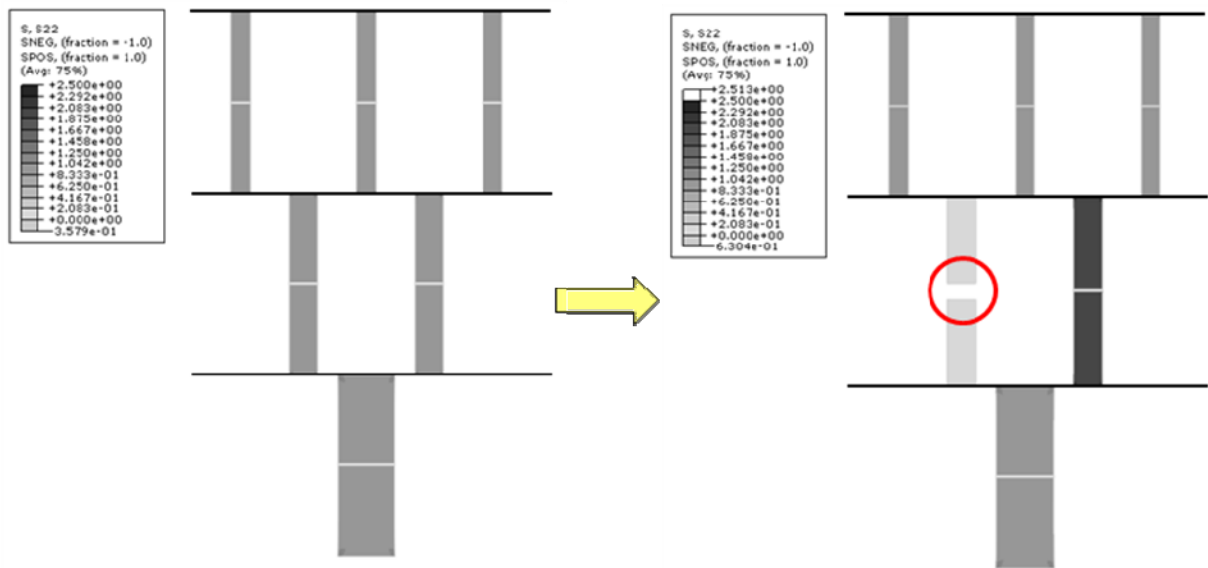 S, S22
SNEG, (fraction = -1.0)
SPOS, (fraction = 1.0)
(Avg: 75%)
+2.500e+00
+2.292e+00
+2.083e+00
+1.875e+00
+1.667e+00
+1.458e+00
+1.250e+00
+1.042e+00
+8.333e-01
+6.250e-01
+4.167e-01
+2.083e-01
+0.000e+00
-3.579e-01
S, S22
SNEG, (fraction = -1.0)
SPOS, (fraction = 1.0)
(Avg: 75%)
+2.513e+00
+2.500e+00
+2.292e+00
+2.083e+00
+1.875e+00
+1.667e+00
+1.458e+00
+1.250e+00
+1.042e+00
+8.333e-01
+6.250e-01
+4.167e-01
+2.083e-01
+0.000e+00
-6.304e-01